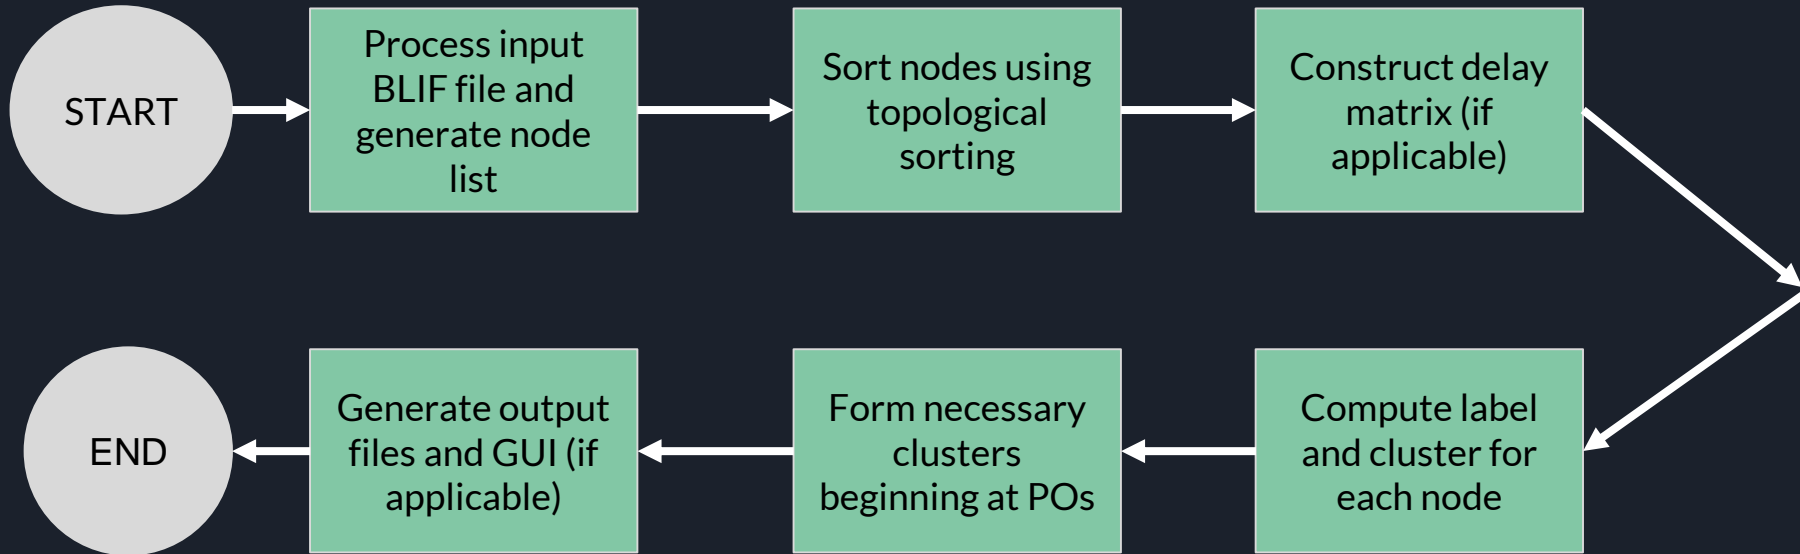 START
Process input
BLIF file and
generate node
list
Sort nodes using
topological
sorting
Construct delay
matrix (if
applicable)
Compute label
and cluster for
each node
Form necessary
clusters
beginning at POs
Generate output
files and GUI (if
applicable)
END